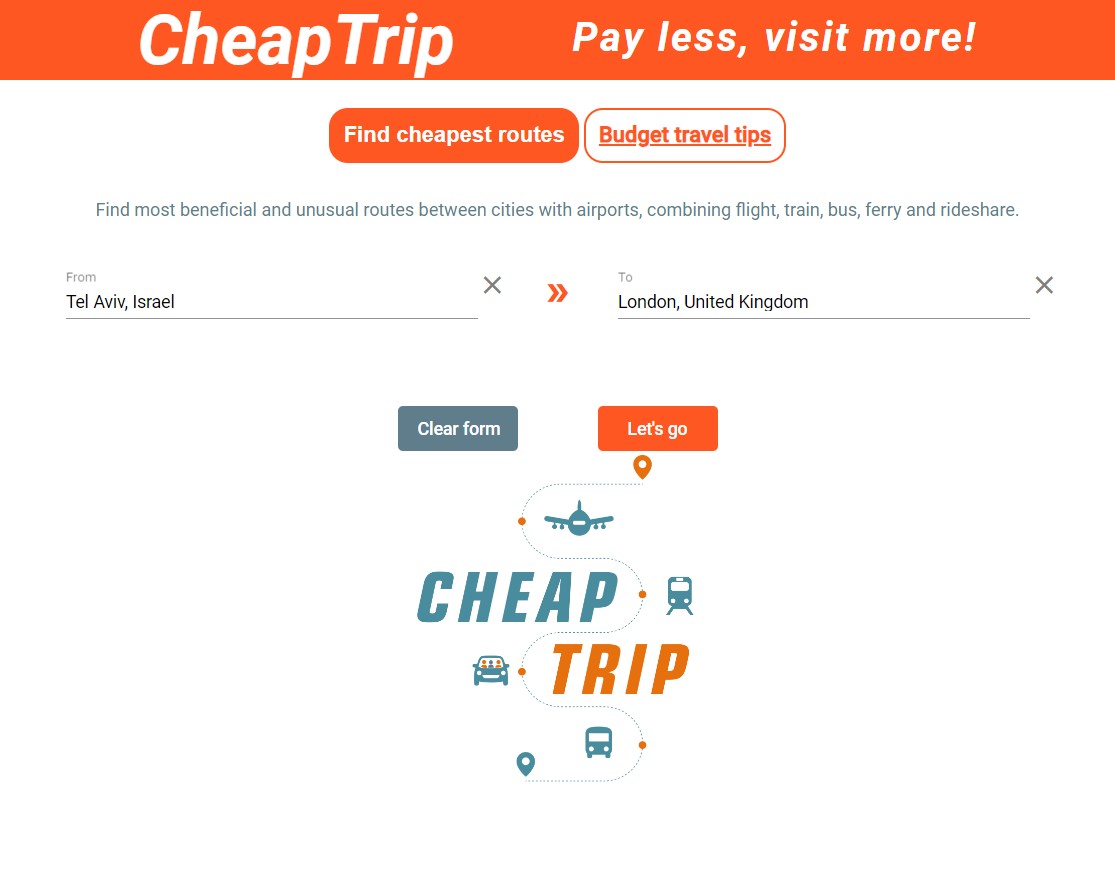 CheapTrip
Pay less, visit more!
Find cheapest routes
Budget travel tips
Find most beneficial and unusual routes between cities with airports, combining flight, train, bus, ferry and rideshare.
From
Tel Aviv, Israel
»
To
London, United Kingdom
Clear form
Let's go
CHEAP
TRIP